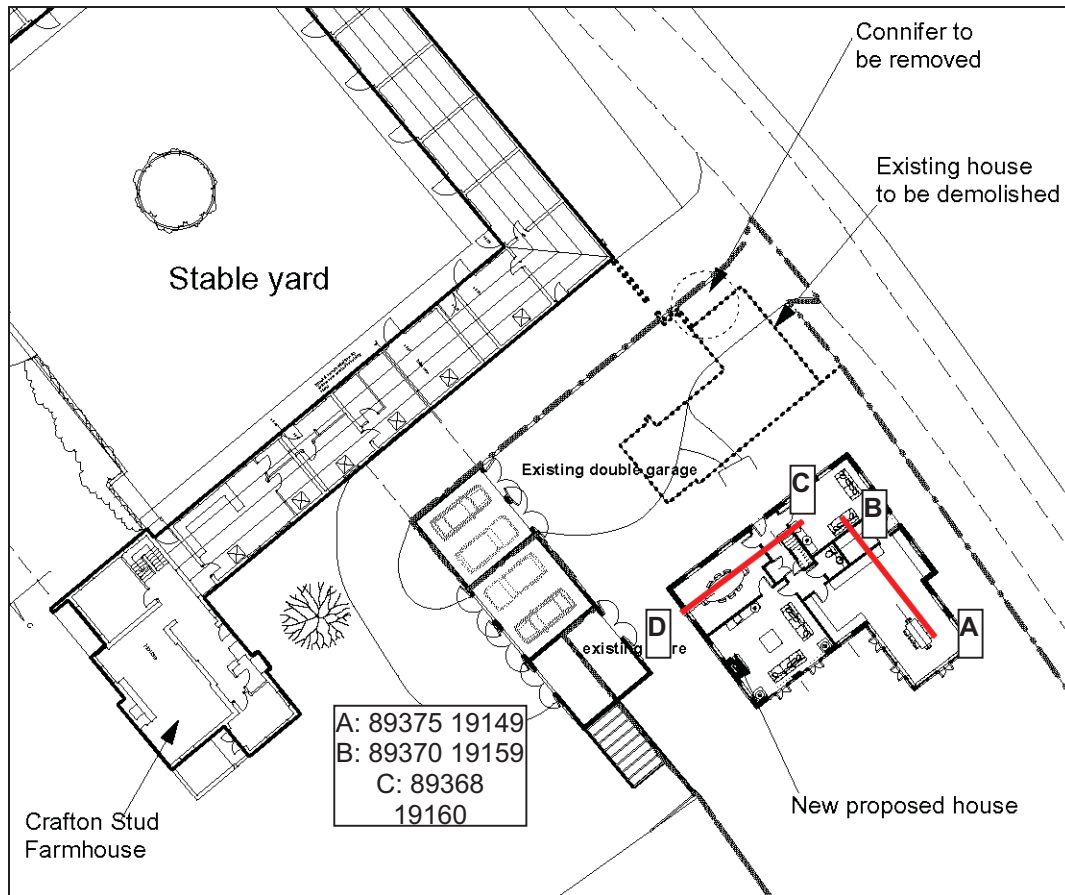 Connifer to
be removed
Existing house
to be demolished
Stable yard
Existing double garage
C
B
D
A
existing re
House
A: 89375 19149
B: 89370 19159
C: 89368
19160
New proposed house
Crafton Stud
Farmhouse